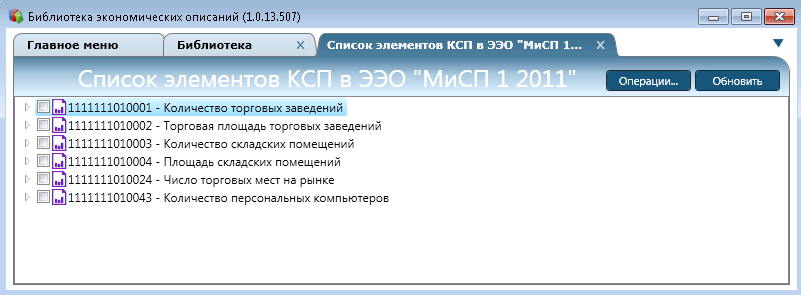 Библиотека экономических описаний (1.0.13.507)
Главное меню Библиотека Список элементов КСП в ЭЭО "МиСП 1...
Список элементов КСП в ЭЭО "МиСП 1 2011" Операции... Обновить
1111111010001 - Количество торговых заведений
1111111010002 - Торговая площадь торговых заведений
1111111010003 - Количество складских помещений
1111111010004 - Площадь складских помещений
1111111010024 - Число торговых мест на рынке
1111111010043 - Количество персональных компьютеров